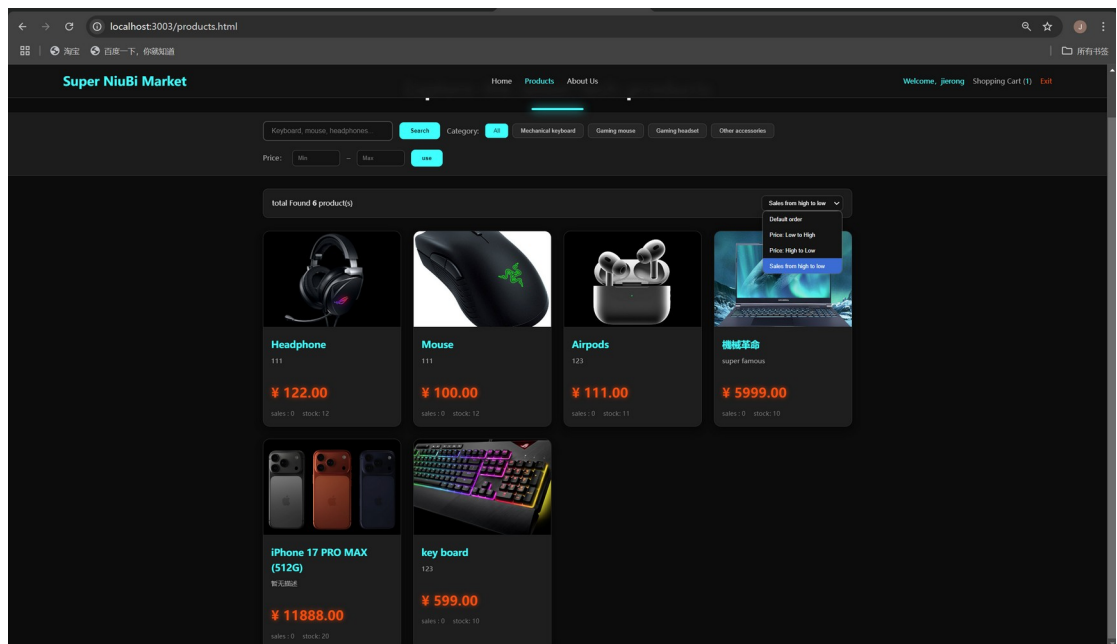 localhost:3003/products.html
J
淘宝 百度一下，你就知道
所有书签
Super NiuBi Market
Home Products About Us
Welcome, jierong Shopping Cart (1) Exit
Keyboard, mouse, headphones... Search Category: All Mechanical keyboard Gaming mouse Gaming headset Other accessories
Price: Min – Max use
total Found 6 product(s)
Sales from high to low
Default order
Price: Low to High
Price: High to Low
Sales from high to low
Headphone
111
¥ 122.00
sales : 0 stock: 12
Mouse
111
¥ 100.00
sales : 0 stock: 12
Airpods
123
¥ 111.00
sales : 0 stock: 11
機械革命
super famous
¥ 5999.00
sales : 0 stock: 10
iPhone 17 PRO MAX
(512G)
暂无描述
¥ 11888.00
sales : 0 stock: 20
key board
123
¥ 599.00
sales : 0 stock: 10